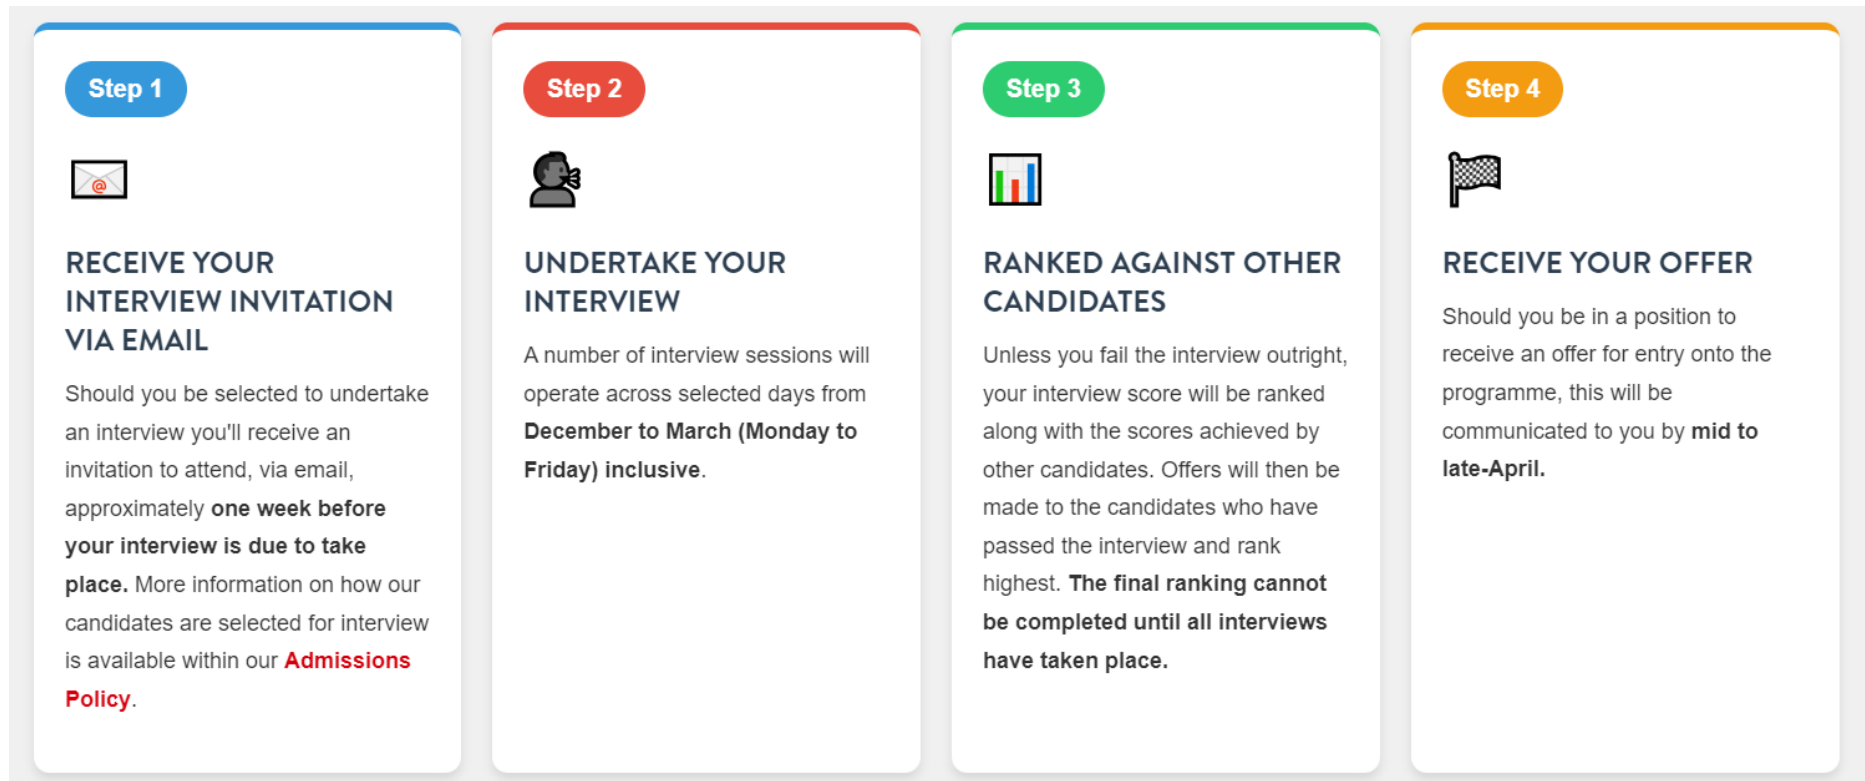 Step 1
RECEIVE YOUR
INTERVIEW INVITATION
VIA EMAIL
Should you be selected to undertake
an interview you'll receive an
invitation to attend, via email,
approximately one week before
your interview is due to take
place. More information on how our
candidates are selected for interview
is available within our Admissions
Policy.
Step 2
UNDERTAKE YOUR
INTERVIEW
A number of interview sessions will
operate across selected days from
December to March (Monday to
Friday) inclusive.
Step 3
RANKED AGAINST OTHER
CANDIDATES
Unless you fail the interview outright,
your interview score will be ranked
along with the scores achieved by
other candidates. Offers will then be
made to the candidates who have
passed the interview and rank
highest. The final ranking cannot
be completed until all interviews
have taken place.
Step 4
RECEIVE YOUR OFFER
Should you be in a position to
receive an offer for entry onto the
programme, this will be
communicated to you by mid to
late-April.